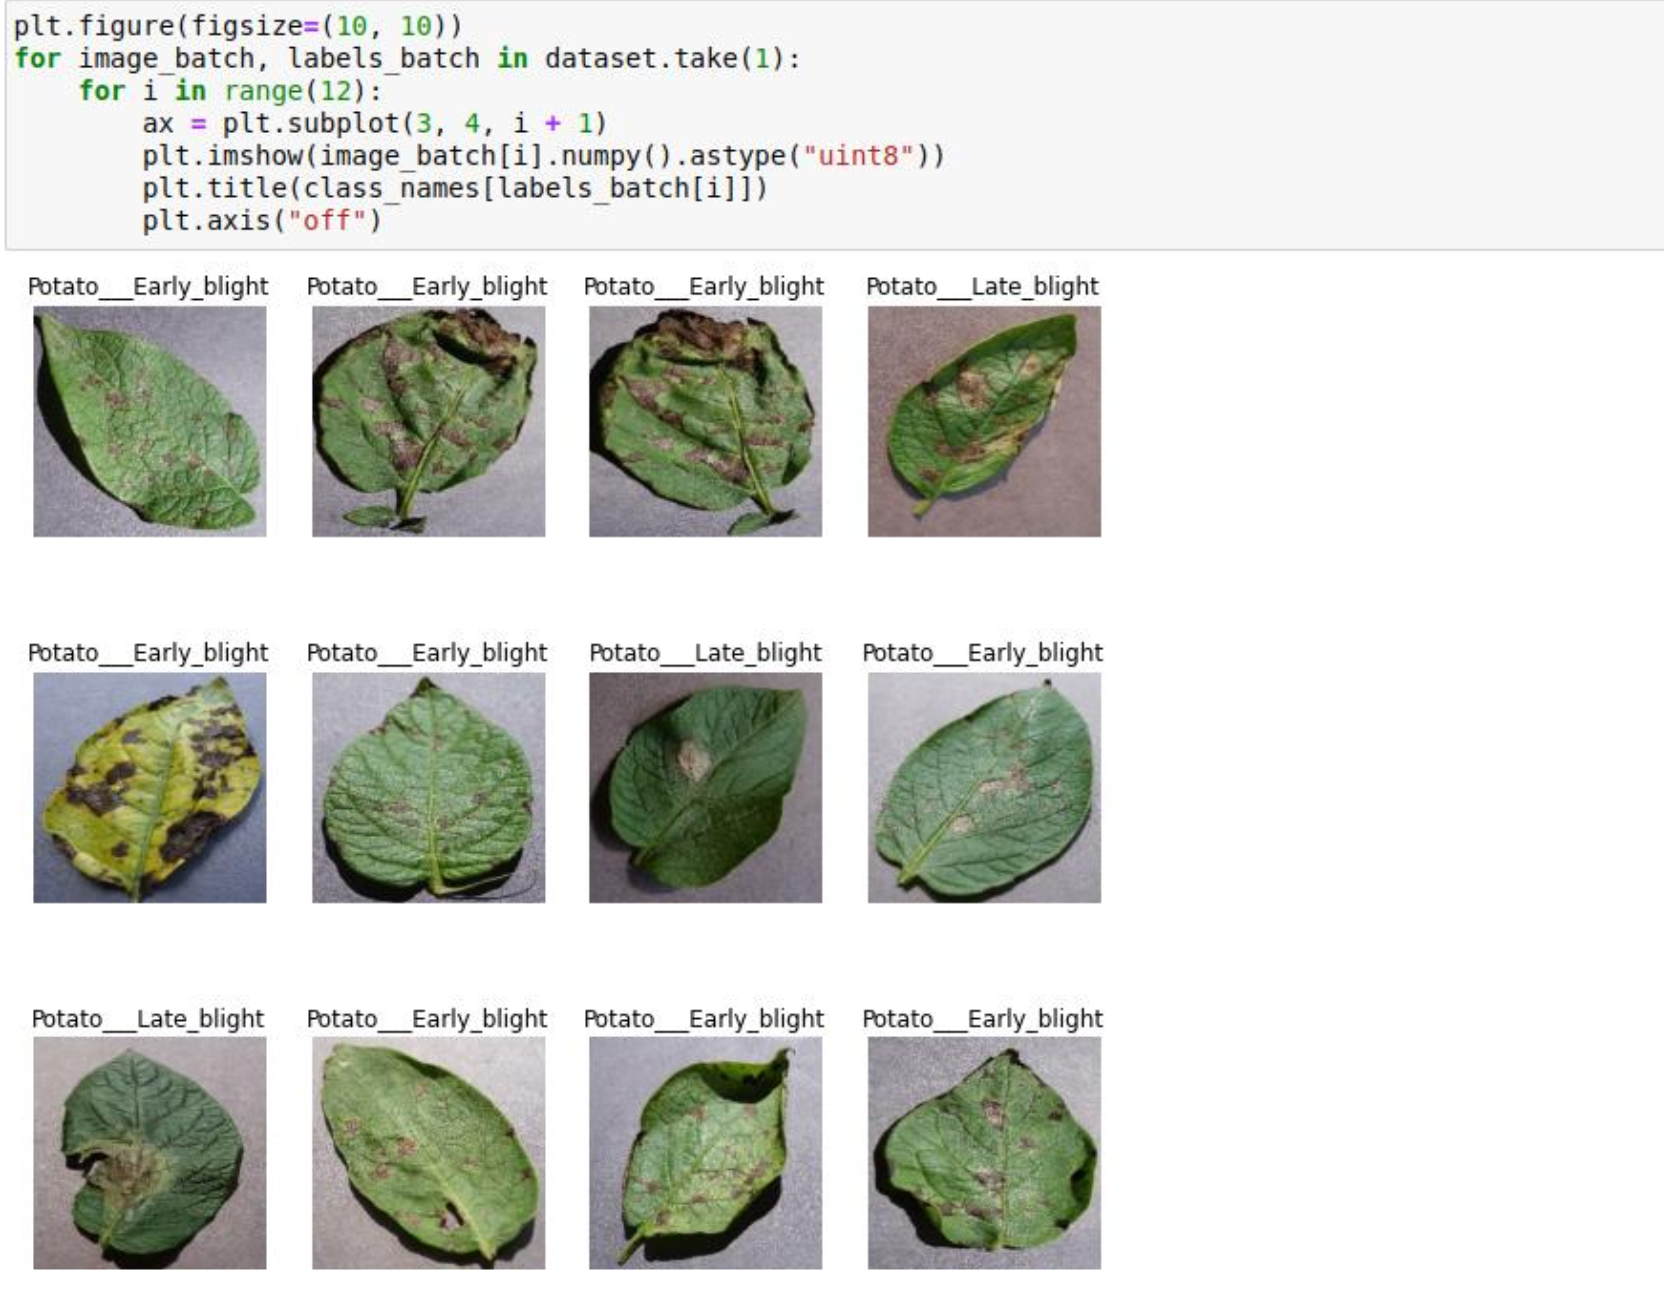 plt.figure(figsize=(10, 10))
for image_batch, labels_batch in dataset.take(1):
    for i in range(12):
        ax = plt.subplot(3, 4, i + 1)
        plt.imshow(image_batch[i].numpy().astype("uint8"))
        plt.title(class_names[labels_batch[i]])
        plt.axis("off")
Potato___Early_blight Potato___Early_blight Potato___Early_blight Potato___Late_blight
Potato___Early_blight Potato___Early_blight Potato___Late_blight Potato___Early_blight
Potato___Late_blight Potato___Early_blight Potato___Early_blight Potato___Early_blight